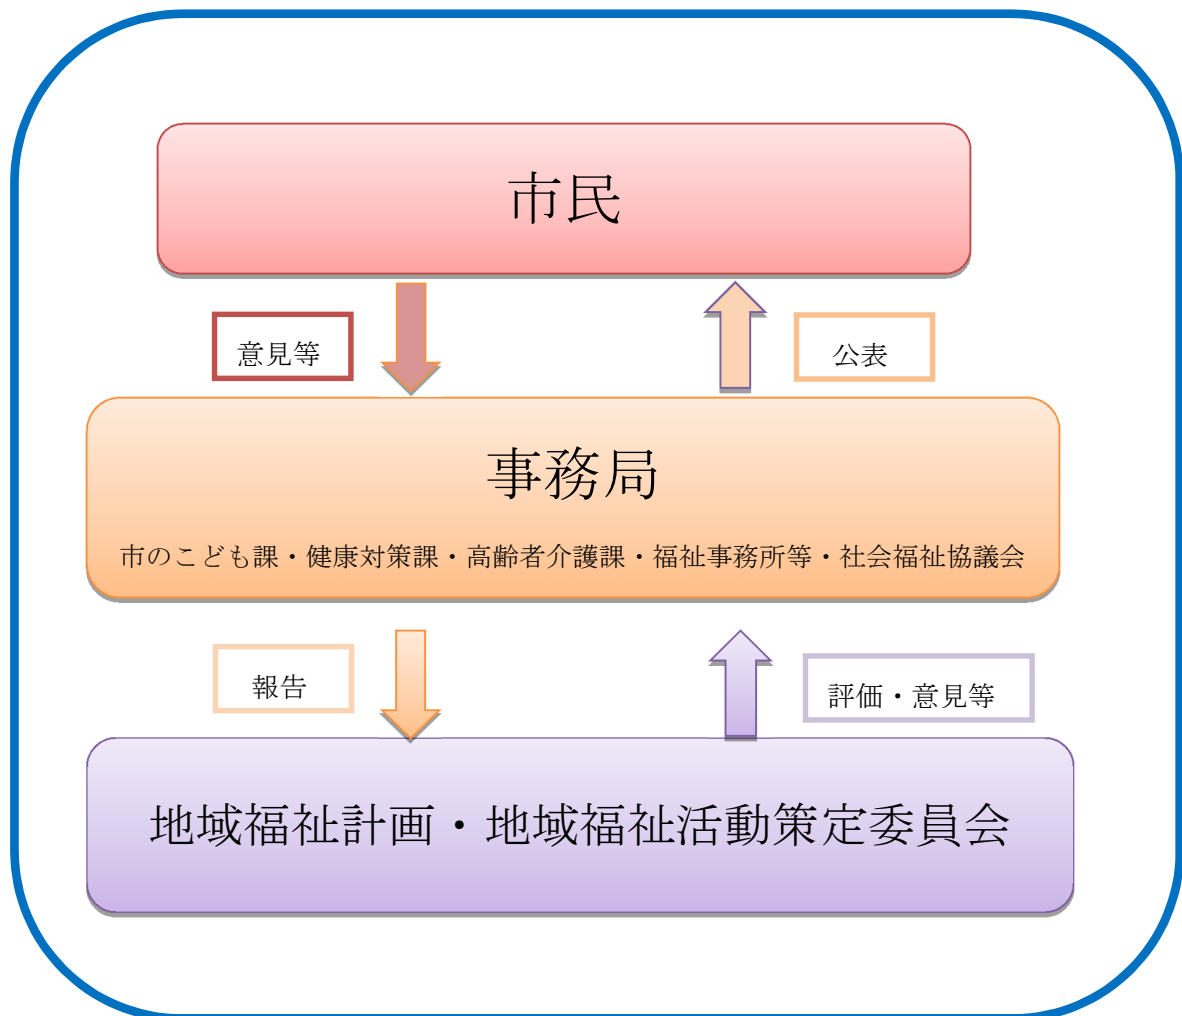 市民
意見等
公表
事務局
市のこども課・健康対策課・高齢者介護課・福祉事務所等・社会福祉協議会
報告
評価・意見等
地域福祉計画・地域福祉活動策定委員会